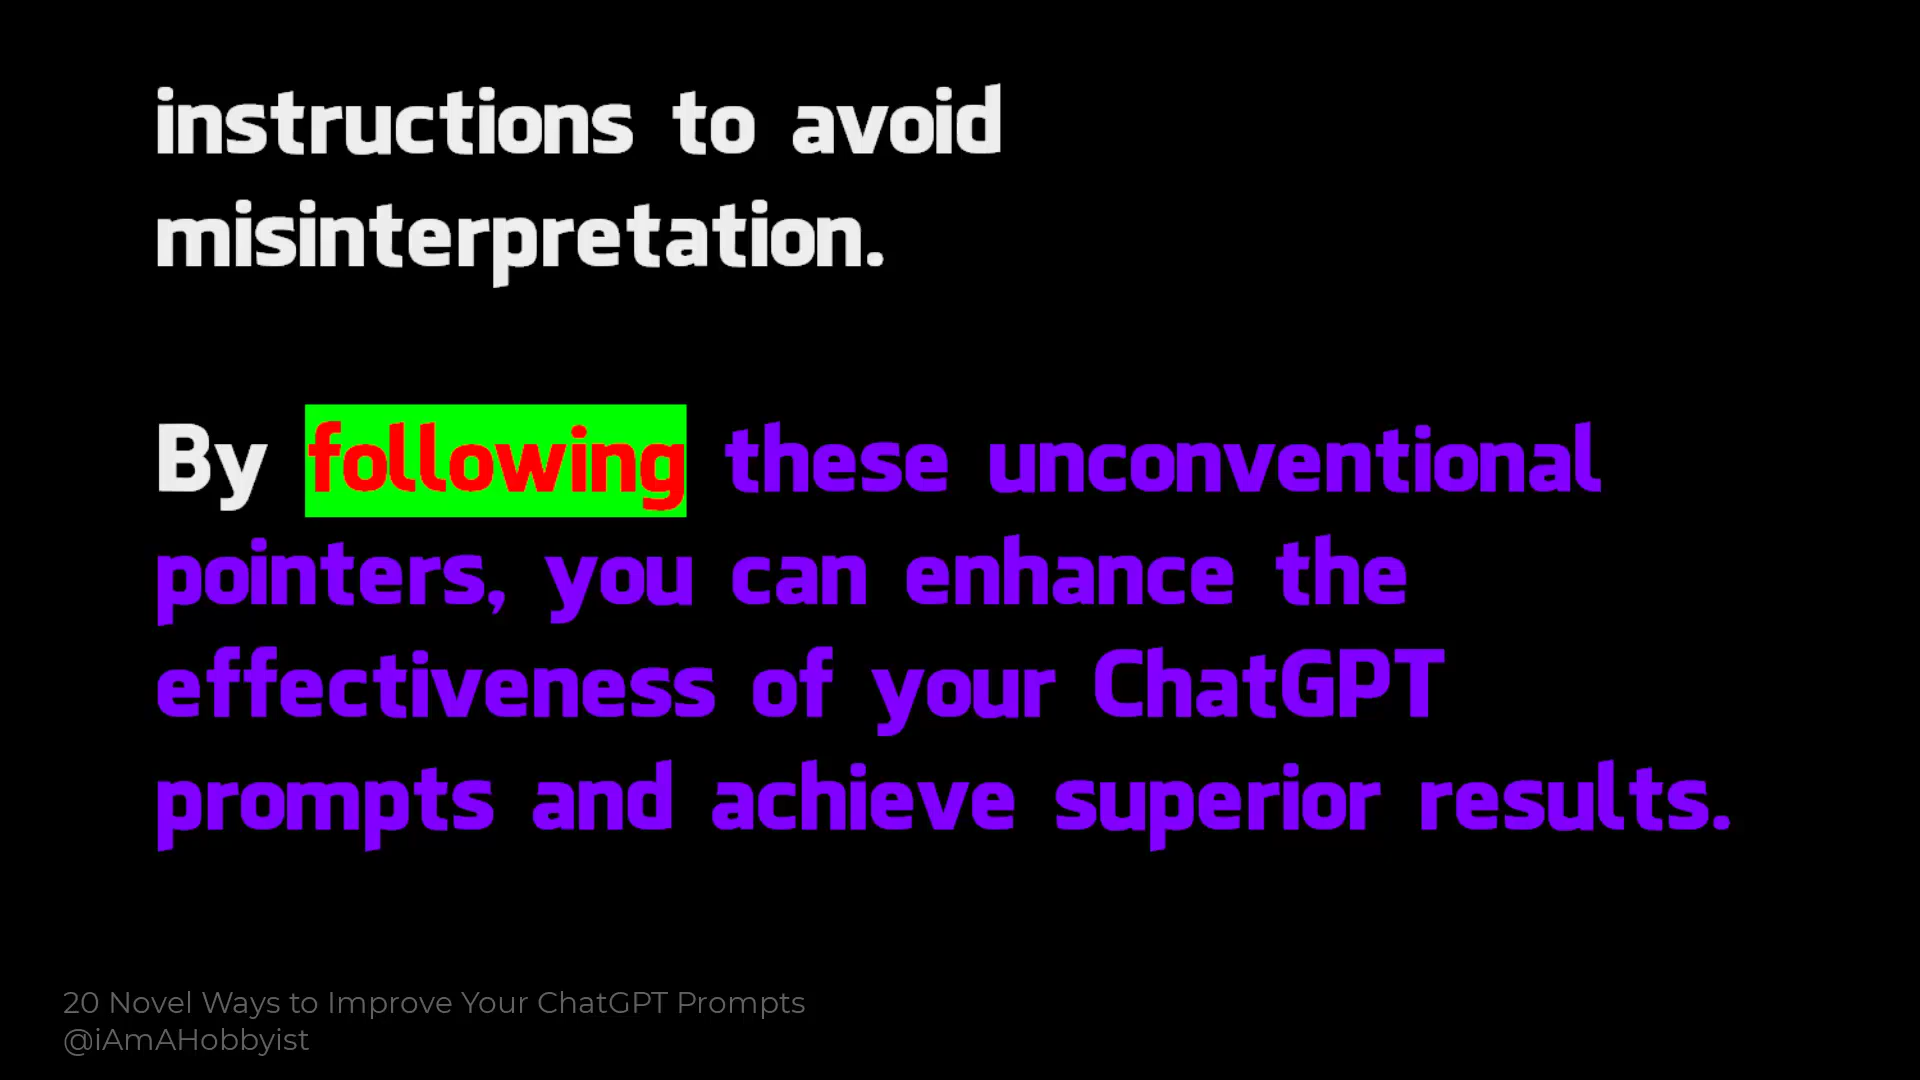 instructions to avoid
misinterpretation.
By following these unconventional
pointers, you can enhance the
effectiveness of your ChatGPT
prompts and achieve superior results.
20 Novel Ways to Improve Your ChatGPT Prompts
@iAmAHobbyist